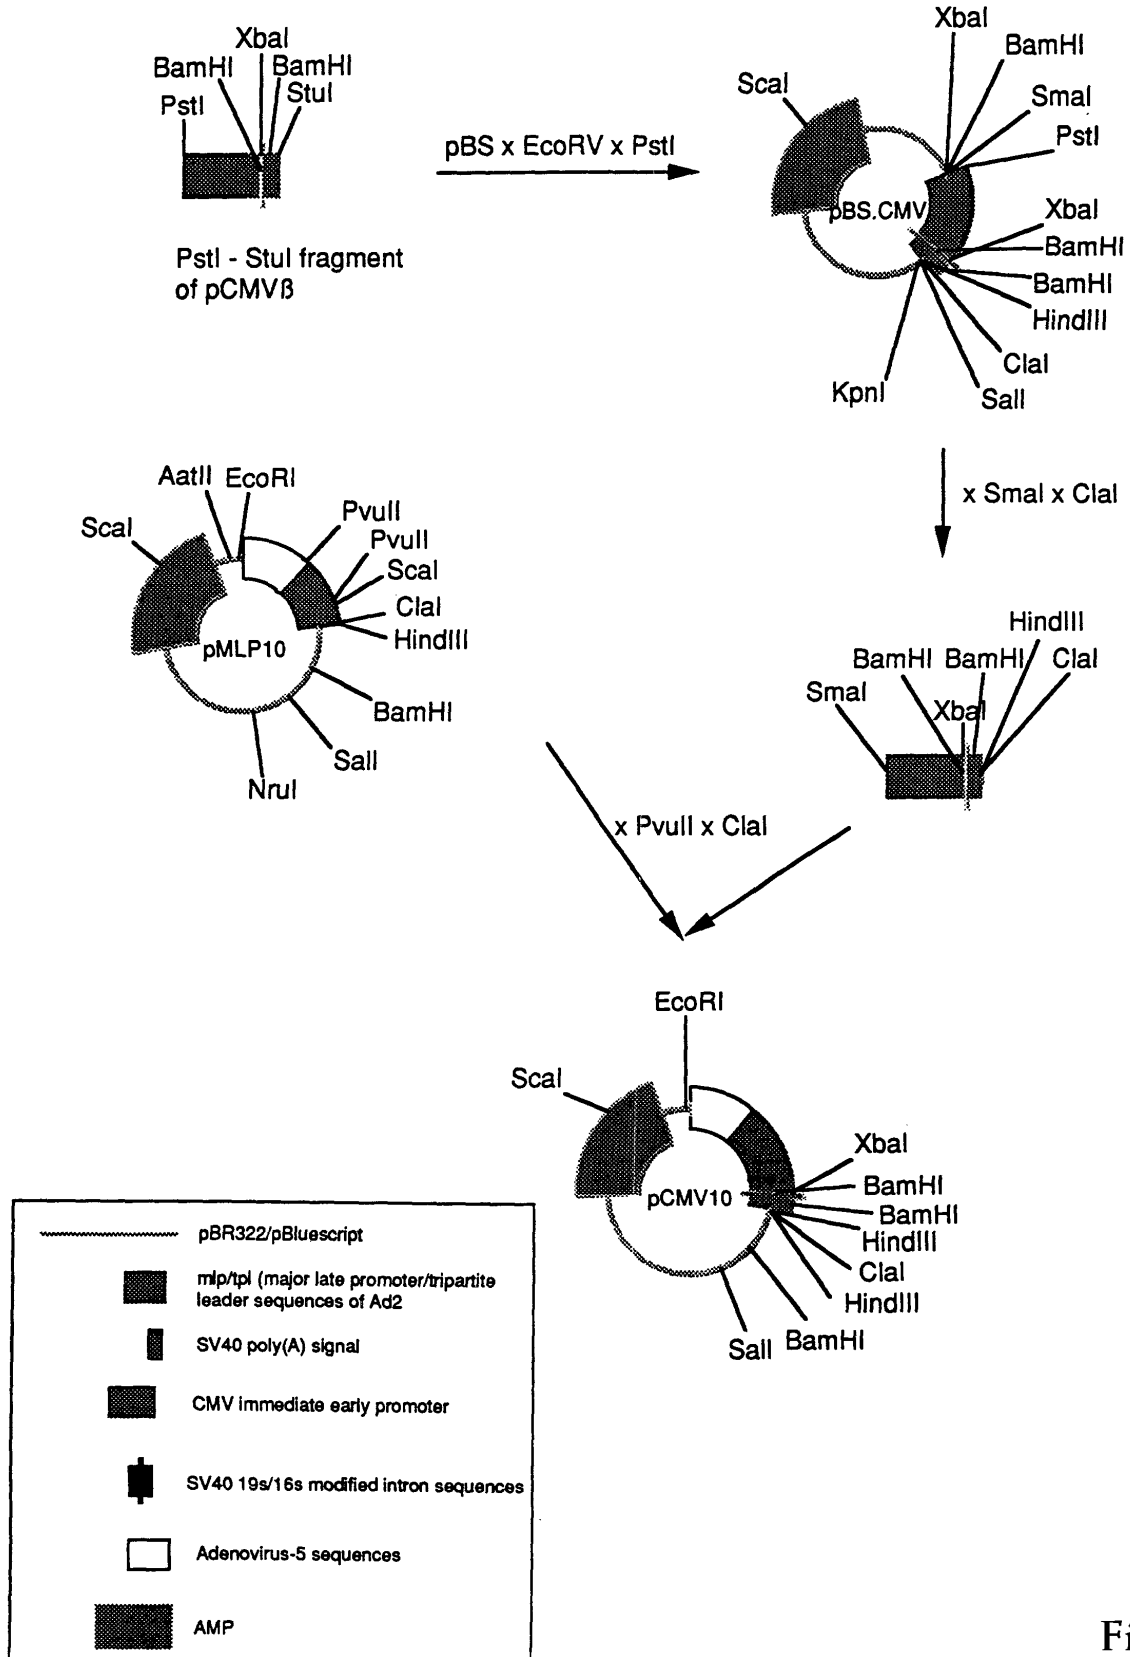 XbaI
BamHI BamHI
PstI StuI
PstI - StuI fragment
of pCMVß
pBS x EcoRV x PstI
XbaI
BamHI
ScaI
SmaI
PstI
pBS.CMV
XbaI
BamHI
BamHI
HindIII
ClaI
SalI
KpnI
x SmaI x ClaI
AatII EcoRI
PvuII
ScaI
PvuII
ScaI
ClaI
HindIII
pMLP10
BamHI
SalI
NruI
HindIII
BamHI BamHI ClaI
SmaI
XbaI
x PvuII x ClaI
EcoRI
ScaI
XbaI
BamHI
pCMV10
BamHI
HindIII
ClaI
HindIII
SalI BamHI
pBR322/pBluescript
mlp/tpl (major late promoter/tripartite
leader sequences of Ad2
SV40 poly(A) signal
CMV immediate early promoter
SV40 19s/16s modified intron sequences
Adenovirus-5 sequences
AMP
Fi